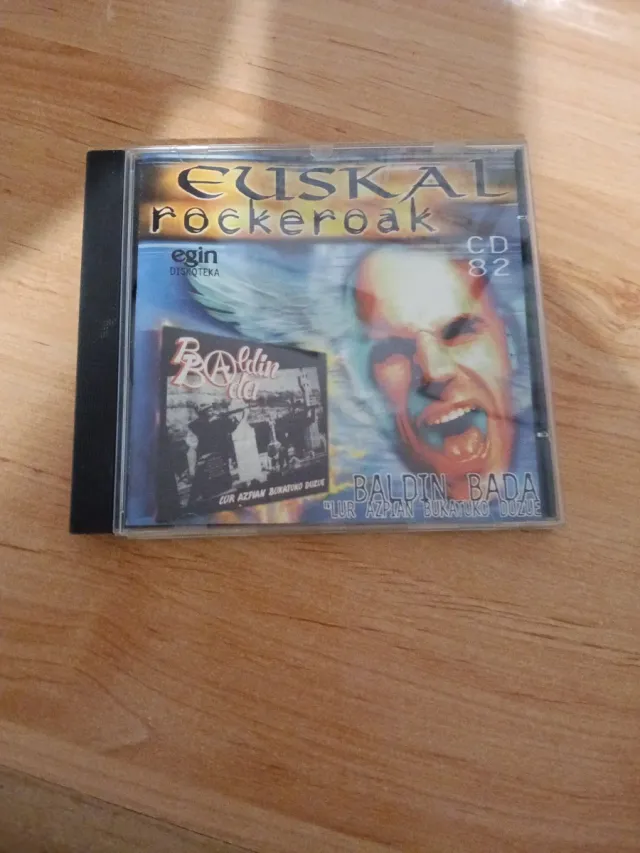 EUSKAL
rockeroak
egin
DISKOTEKA
CD
82
BAldin
BAda
LUR AZPIAN BUKATUKO DUZUE
BALDIN BADA
"LUR AZPIAN BUKATUKO DUZUE